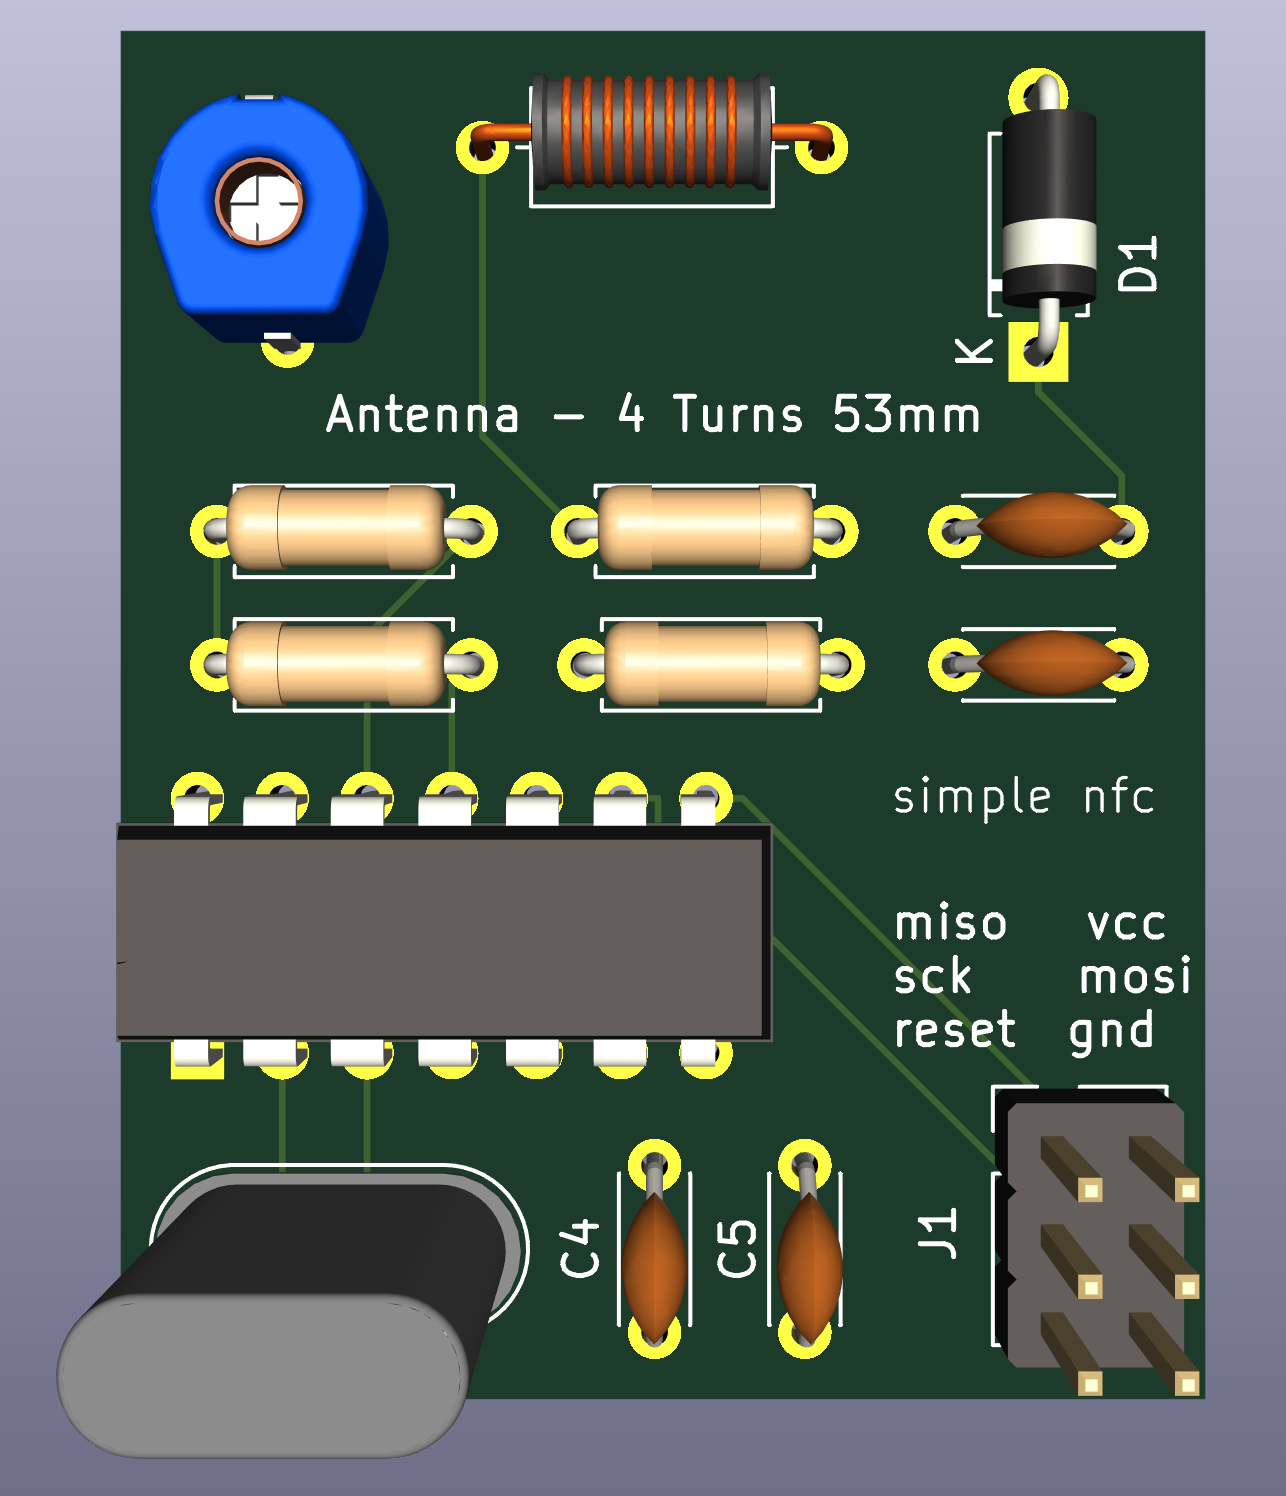 D1
K
Antenna - 4 Turns 53mm
simple nfc
miso vcc
sck mosi
reset gnd
C4
C5
J1